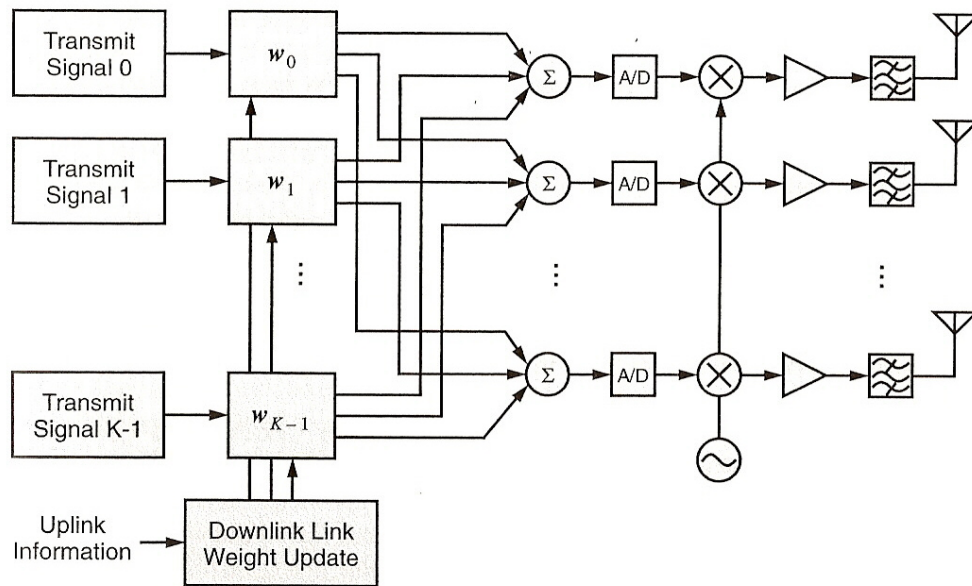 Transmit
Signal 0
w0
Σ
A/D
Transmit
Signal 1
w1
Σ
A/D
...
...
...
Transmit
Signal K-1
wK−1
Σ
A/D
Uplink
Information
Downlink Link
Weight Update